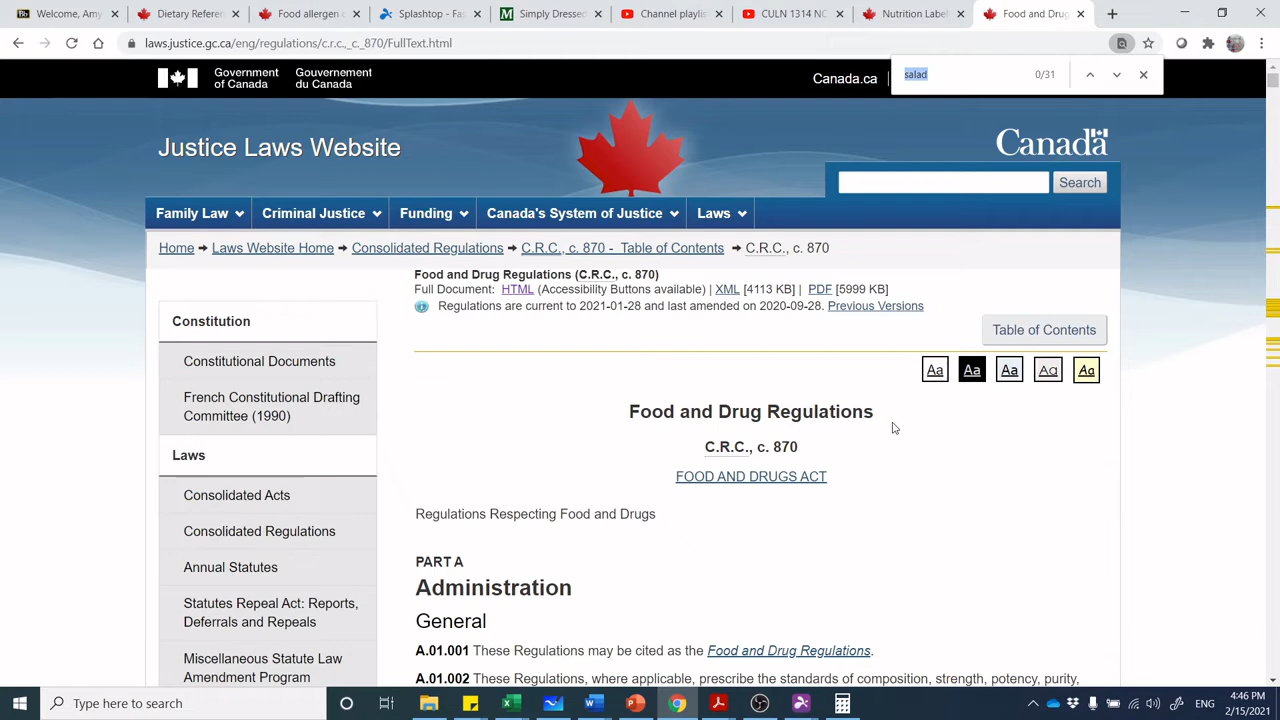 Welcome, Amy
Dietary Refere
Food allergen
Splashtop - Fas
Simply Dressed
Channel playlis
CULN 1314 NC
Nutrition Label
Food and Drug
laws.justice.gc.ca/eng/regulations/c.r.c.,_c._870/FullText.html
salad 0/31
Government of Canada
Gouvernement du Canada
Canada.ca
Justice Laws Website
Canada
Search
Family Law
Criminal Justice
Funding
Canada's System of Justice
Laws
Home Laws Website Home Consolidated Regulations C.R.C., c. 870 - Table of Contents C.R.C., c. 870
Food and Drug Regulations (C.R.C., c. 870)
Full Document: HTML (Accessibility Buttons available) | XML [4113 KB] | PDF [5999 KB]
Regulations are current to 2021-01-28 and last amended on 2020-09-28. Previous Versions
Table of Contents
Aa Aa Aa Aa Aa
Constitution
Constitutional Documents
French Constitutional Drafting
Committee (1990)
Laws
Consolidated Acts
Consolidated Regulations
Annual Statutes
Statutes Repeal Act: Reports,
Deferrals and Repeals
Miscellaneous Statute Law
Amendment Program
Food and Drug Regulations
C.R.C., c. 870
FOOD AND DRUGS ACT
Regulations Respecting Food and Drugs
PART A
Administration
General
A.01.001 These Regulations may be cited as the Food and Drug Regulations.
A.01.002 These Regulations, where applicable, prescribe the standards of composition, strength, potency, purity,
Type here to search
ENG
4:46 PM
2/15/2021